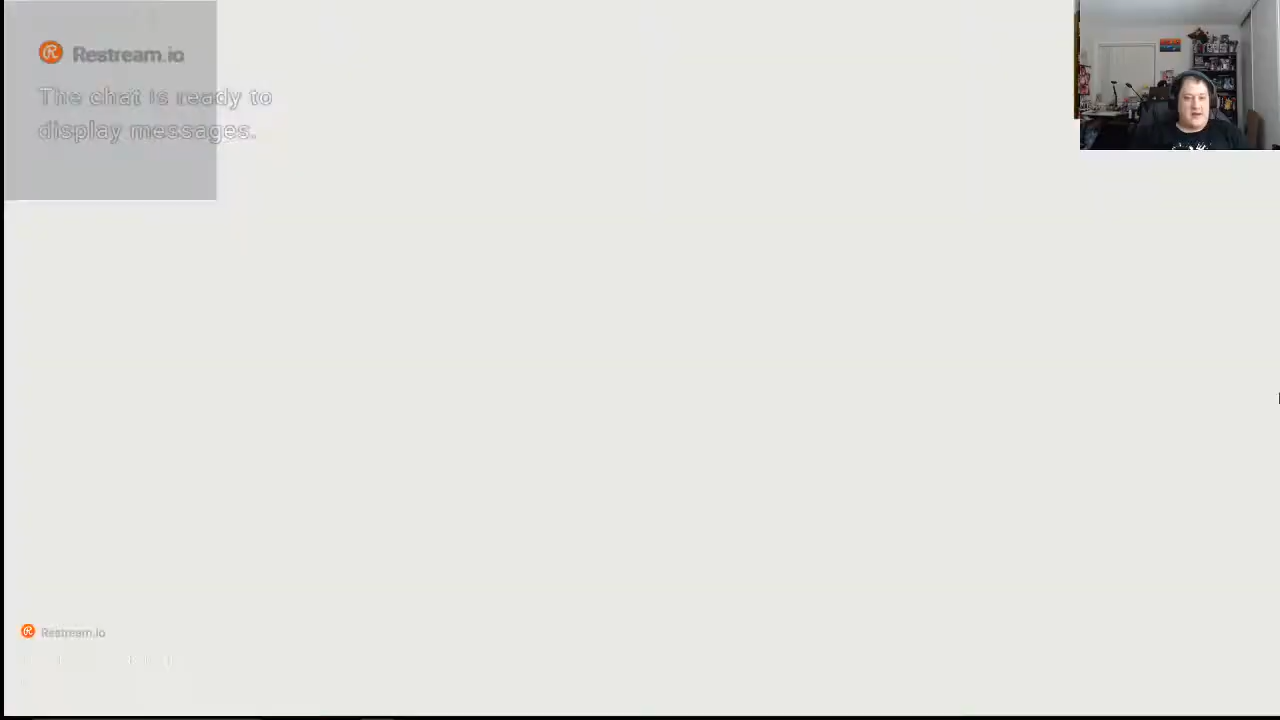 Restream.io
The chat is ready to
display messages.
Restream.io